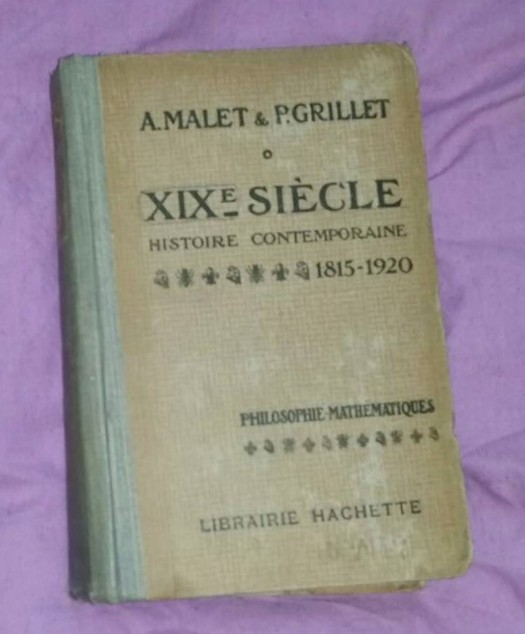 A. MALET & P. GRILLET
XIXE SIÈCLE
HISTOIRE CONTEMPORAINE
1815-1920
PHILOSOPHIE-MATHÉMATIQUES
LIBRAIRIE HACHETTE